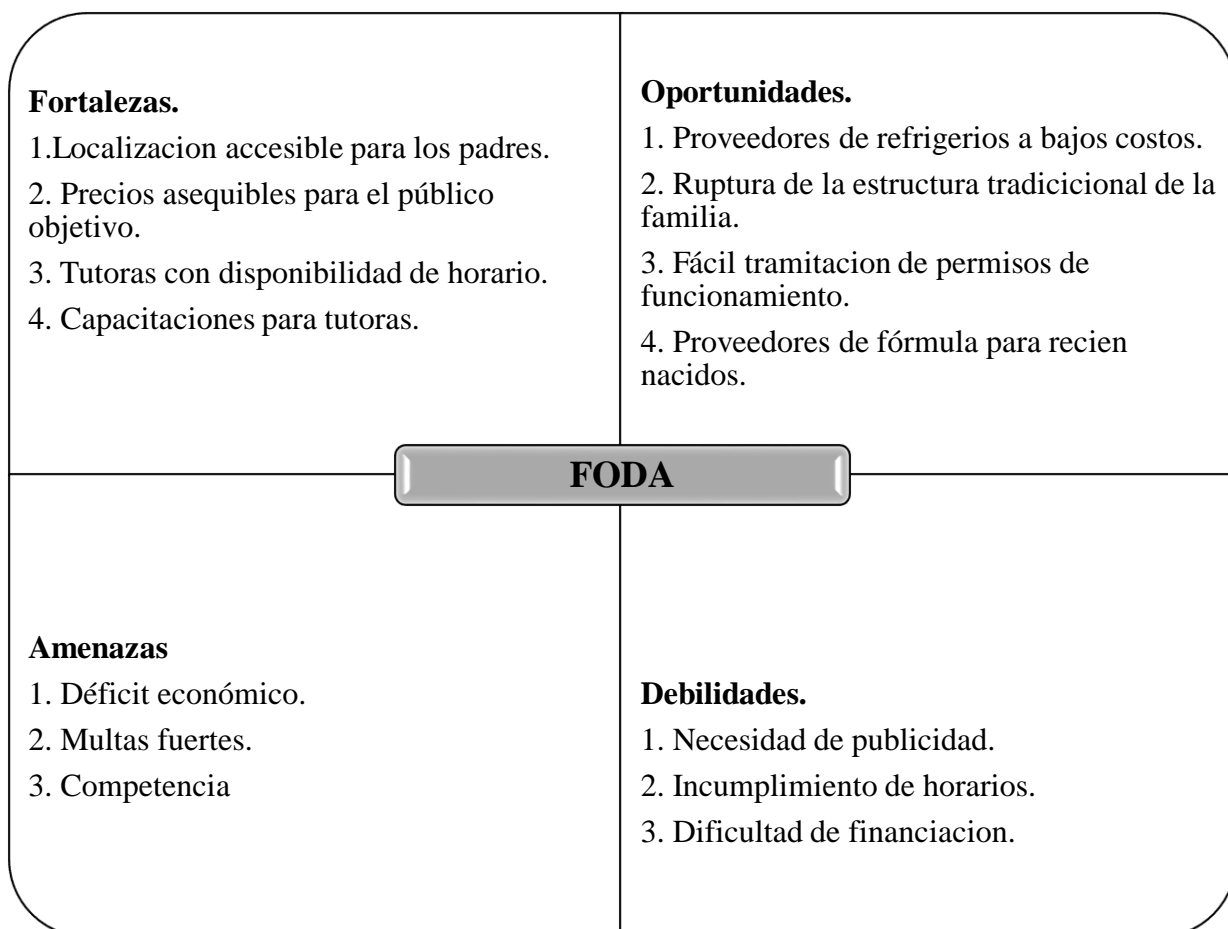 Fortalezas.
1.Localizacion accesible para los padres.
2. Precios asequibles para el público
objetivo.
3. Tutoras con disponibilidad de horario.
4. Capacitaciones para tutoras.
Oportunidades.
1. Proveedores de refrigerios a bajos costos.
2. Ruptura de la estructura tradicicional de la
familia.
3. Fácil tramitacion de permisos de
funcionamiento.
4. Proveedores de fórmula para recien
nacidos.
FODA
Amenazas
1. Déficit económico.
2. Multas fuertes.
3. Competencia
Debilidades.
1. Necesidad de publicidad.
2. Incumplimiento de horarios.
3. Dificultad de financiacion.